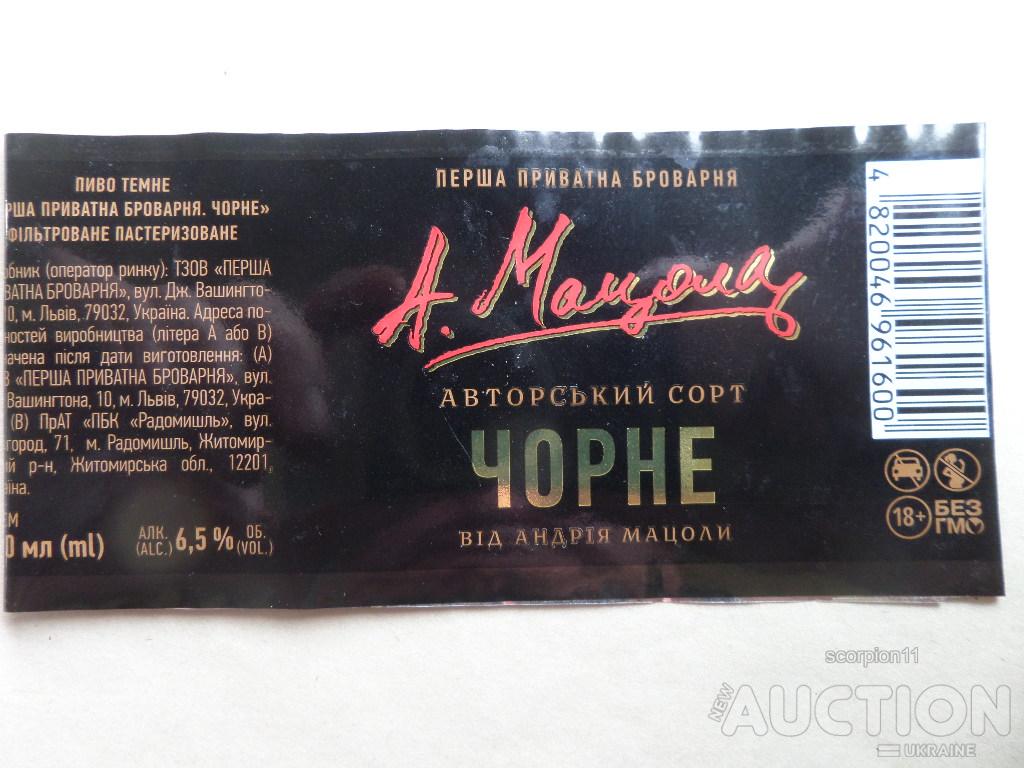 ПИВО ТЕМНЕ
РША ПРИВАТНА БРОВАРНЯ. ЧОРНЕ»
ФІЛЬТРОВАНЕ ПАСТЕРИЗОВАНЕ
обник (оператор ринку): ТЗОВ «ПЕРША
ВАТНА БРОВАРНЯ», вул. Дж. Вашингто-
0, м. Львів, 79032, Україна. Адреса по-
ностей виробництва (літера А або В)
ачена після дати виготовлення: (А)
В «ПЕРША ПРИВАТНА БРОВАРНЯ», вул.
Вашингтона, 10, м. Львів, 79032, Укра-
(В) ПрАТ «ПБК «Радомишль», вул.
город, 71, м. Радомишль, Житомир-
ий р-н, Житомирська обл., 12201,
аїна.
ЄМ
0 мл (ml)
АЛК. (ALC.) 6,5 % ОБ. (VOL.)
ПЕРША ПРИВАТНА БРОВАРНЯ
А. Мацола
АВТОРСЬКИЙ СОРТ
ЧОРНЕ
ВІД АНДРІЯ МАЦОЛИ
4 820046 961600
18+
БЕЗ
ГМО
scorpion11
NEW AUCTION
UKRAINE